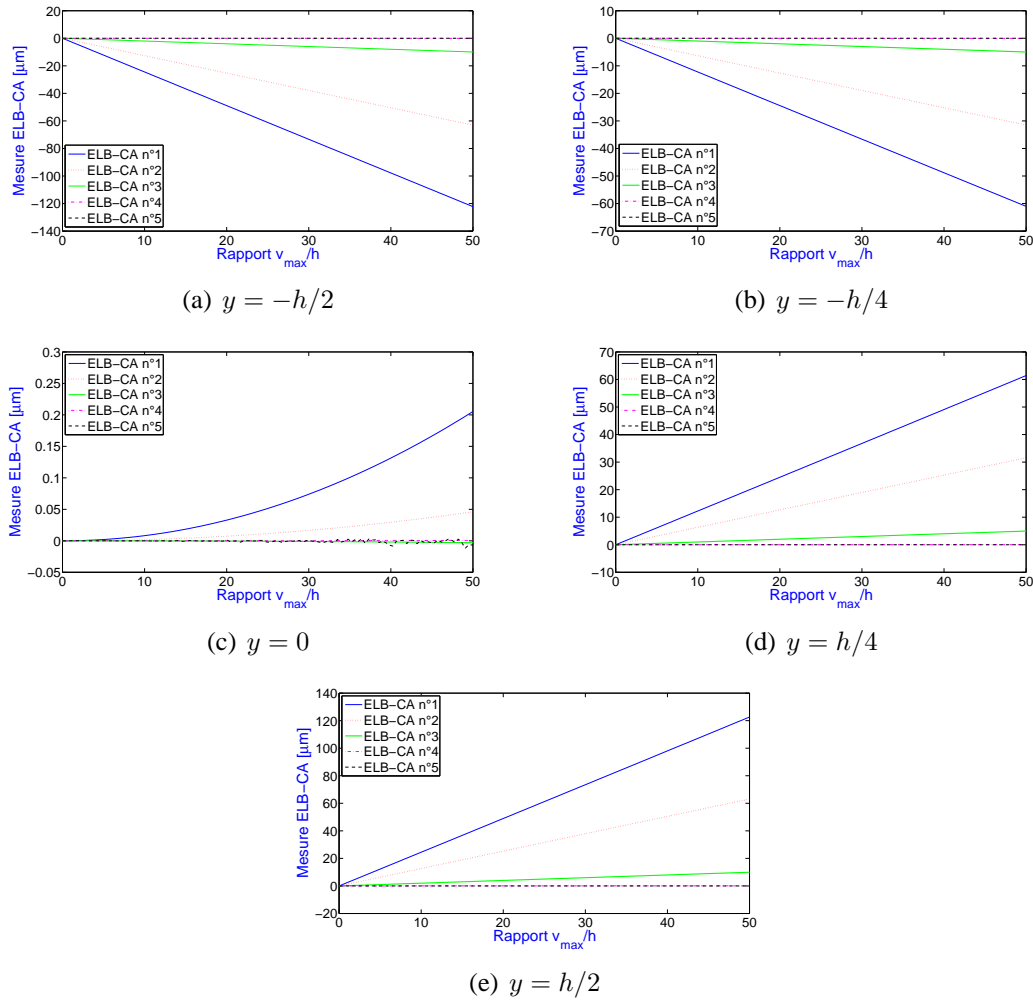 20
0
−20
−40
−60
−80
−100
−120
−140
0 10 20 30 40 50
Mesure ELB−CA [µm]
Rapport v_max/h
ELB−CA n°1
ELB−CA n°2
ELB−CA n°3
ELB−CA n°4
ELB−CA n°5
(a) y = −h/2
10
0
−10
−20
−30
−40
−50
−60
−70
0 10 20 30 40 50
Mesure ELB−CA [µm]
Rapport v_max/h
ELB−CA n°1
ELB−CA n°2
ELB−CA n°3
ELB−CA n°4
ELB−CA n°5
(b) y = −h/4
0.3
0.25
0.2
0.15
0.1
0.05
0
−0.05
0 10 20 30 40 50
Mesure ELB−CA [µm]
Rapport v_max/h
ELB−CA n°1
ELB−CA n°2
ELB−CA n°3
ELB−CA n°4
ELB−CA n°5
(c) y = 0
70
60
50
40
30
20
10
0
−10
0 10 20 30 40 50
Mesure ELB−CA [µm]
Rapport v_max/h
ELB−CA n°1
ELB−CA n°2
ELB−CA n°3
ELB−CA n°4
ELB−CA n°5
(d) y = h/4
140
120
100
80
60
40
20
0
−20
0 10 20 30 40 50
Mesure ELB−CA [µm]
Rapport v_max/h
ELB−CA n°1
ELB−CA n°2
ELB−CA n°3
ELB−CA n°4
ELB−CA n°5
(e) y = h/2